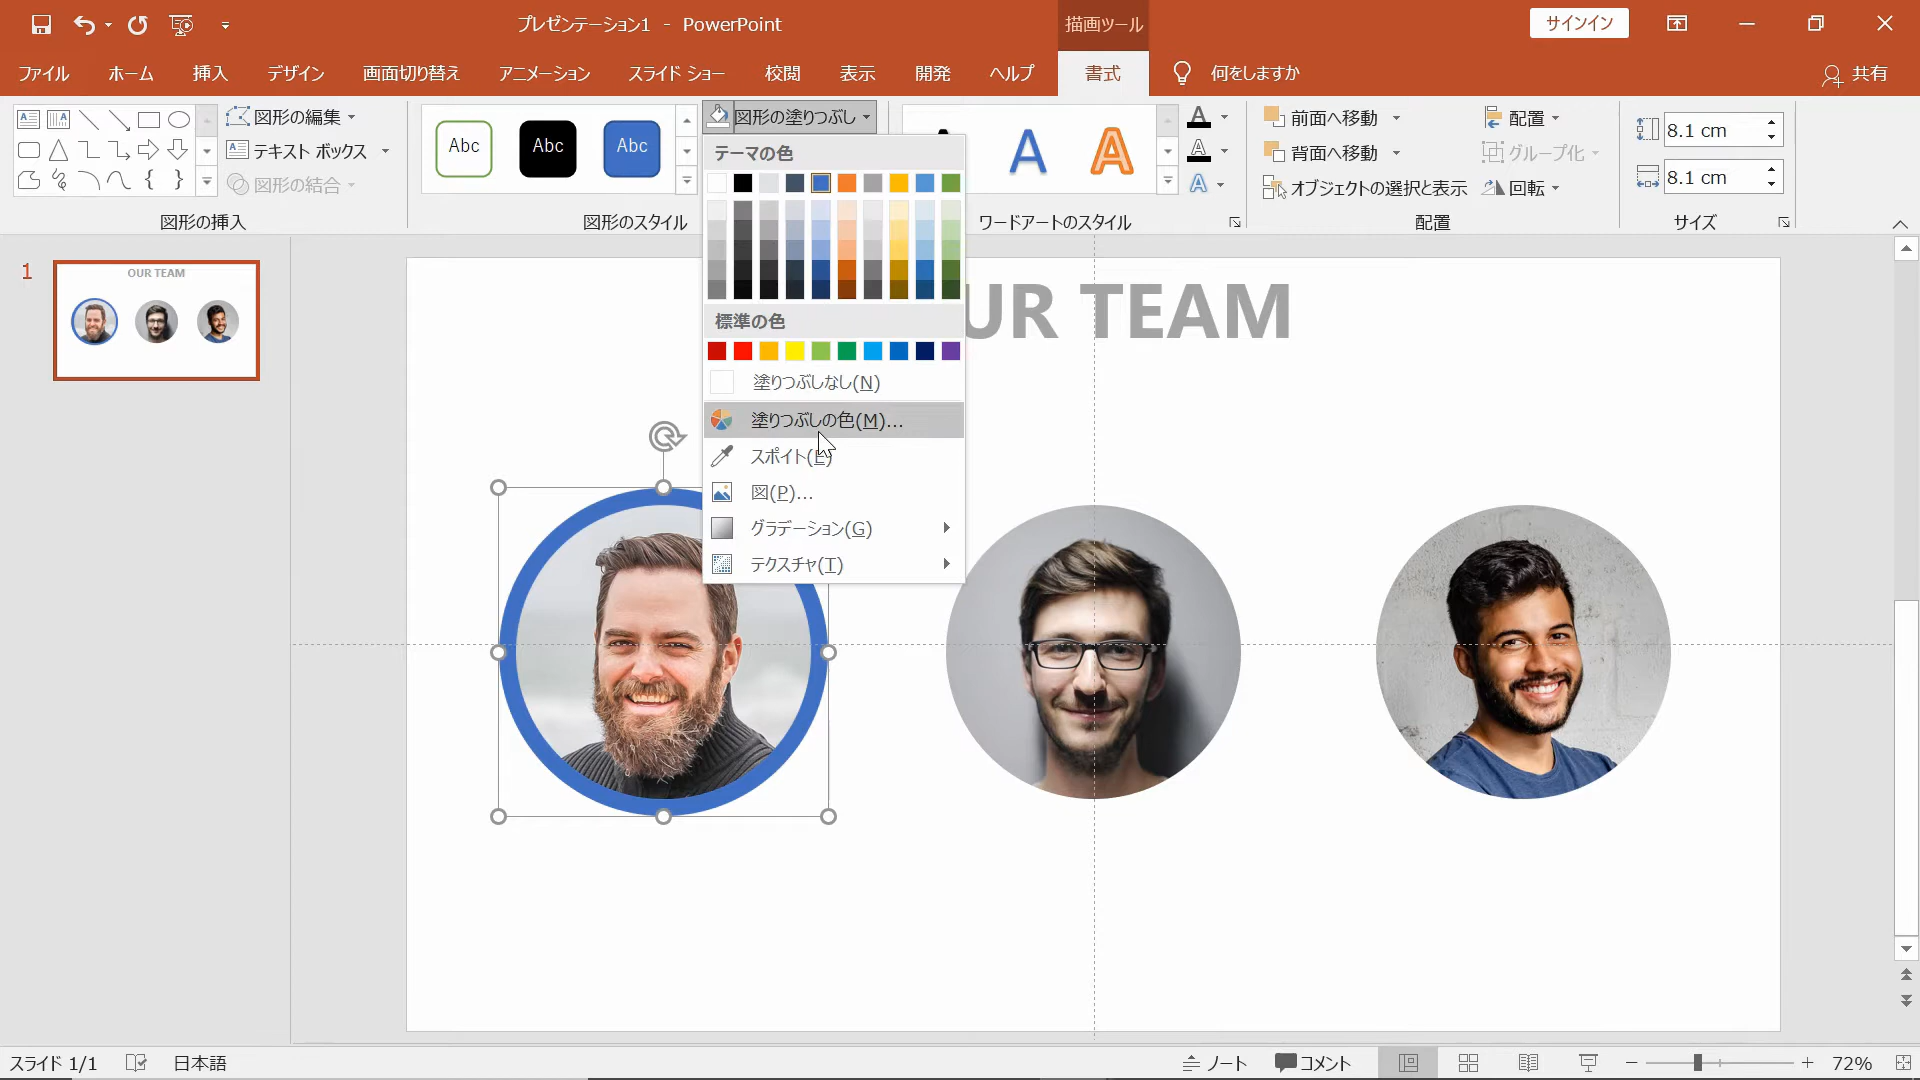 プレゼンテーション1 - PowerPoint
描画ツール
サインイン
ファイル ホーム 挿入 デザイン 画面切り替え アニメーション スライド ショー 校閲 表示 開発 ヘルプ 書式 何をしますか 共有
図形の編集
テキスト ボックス
図形の結合
図形の挿入
Abc Abc Abc
図形のスタイル
図形の塗りつぶし
A A
A
A
A
ワードアートのスタイル
前面へ移動
背面へ移動
オブジェクトの選択と表示
配置
グループ化
回転
配置
8.1 cm
8.1 cm
サイズ
テーマの色
標準の色
塗りつぶしなし(N)
塗りつぶしの色(M)...
スポイト(E)
図(P)...
グラデーション(G)
テクスチャ(T)
1
OUR TEAM
UR TEAM
スライド 1/1 日本語 ノート コメント 72%